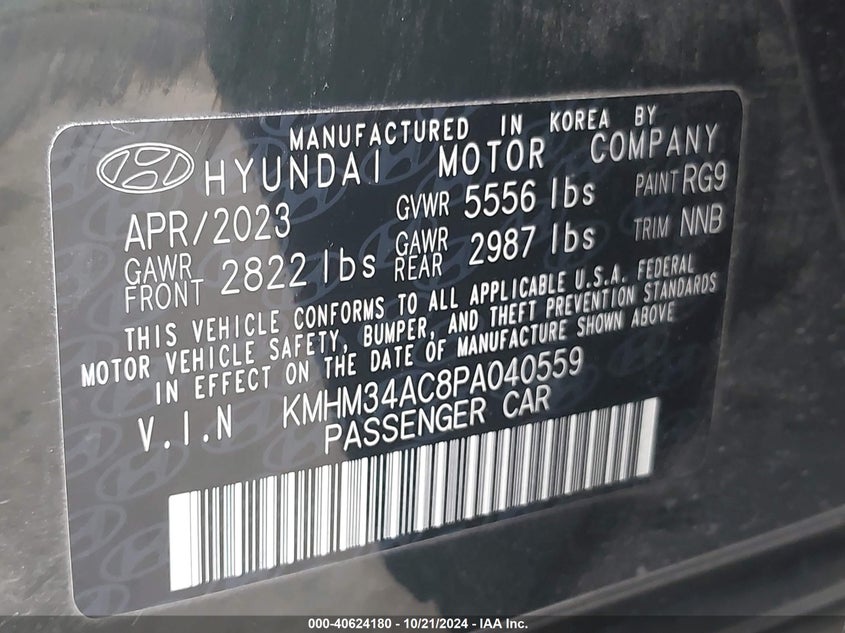 MANUFACTURED IN KOREA BY
HYUNDAI MOTOR COMPANY
APR/2023 GVWR 5556 lbs PAINT RG9
GAWR FRONT 2822 lbs GAWR REAR 2987 lbs TRIM NNB
THIS VEHICLE CONFORMS TO ALL APPLICABLE U.S.A. FEDERAL
MOTOR VEHICLE SAFETY, BUMPER, AND THEFT PREVENTION STANDARDS
IN EFFECT ON THE DATE OF MANUFACTURE SHOWN ABOVE
V.I.N KMHM34AC8PA040559
PASSENGER CAR
000-40624180 - 10/21/2024 - IAA Inc.